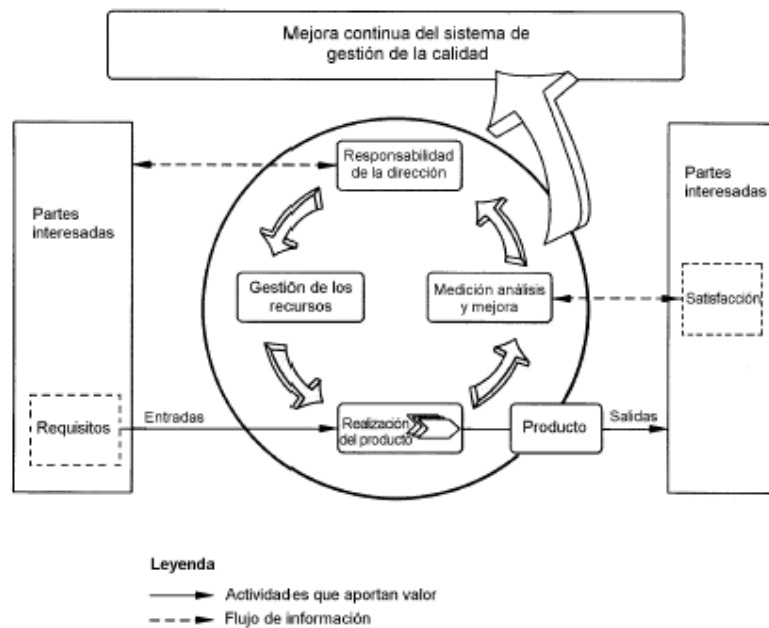 Mejora continua del sistema de
gestión de la calidad
Responsabilidad
de la dirección
Partes
interesadas
Partes
interesadas
Gestión de los
recursos
Medición análisis
y mejora
Satisfacción
Requisitos
Entradas
Realización
del producto
Producto
Salidas
Leyenda
Actividades que aportan valor
Flujo de información